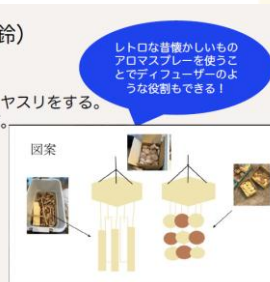 鈴）
レトロな昔懐かしいもの
アロマスプレーを使うこ
とでディフューザーのよ
うな役割もできる！
ヤスリをする。
。
図案